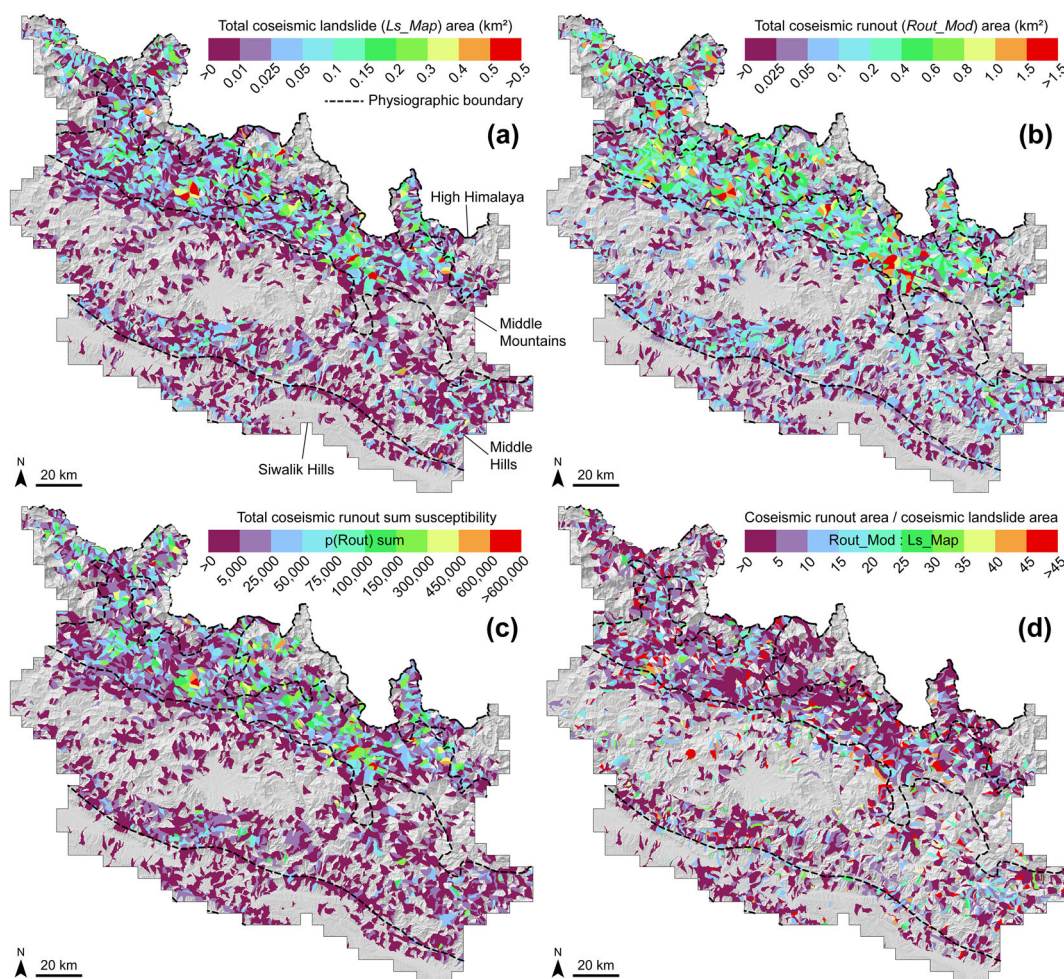 Total coseismic landslide (Ls_Map) area (km²)
>0 0.01 0.025 0.05 0.1 0.15 0.2 0.3 0.4 0.5 >0.5
Physiographic boundary
(a)
High Himalaya
Middle
Mountains
Middle
Hills
Siwalik Hills
N
20 km
Total coseismic runout (Rout_Mod) area (km²)
>0 0.025 0.05 0.1 0.2 0.4 0.6 0.8 1.0 1.5 >1.5
(b)
N
20 km
Total coseismic runout sum susceptibility
p(Rout) sum
>0 5,000 25,000 50,000 75,000 100,000 150,000 300,000 450,000 600,000 >600,000
(c)
N
20 km
Coseismic runout area / coseismic landslide area
Rout_Mod : Ls_Map
>0 5 10 15 20 25 30 35 40 45 >45
(d)
N
20 km